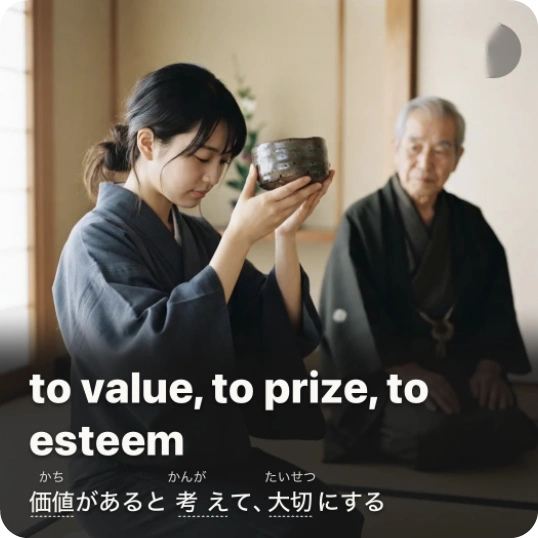 to value, to prize, to
esteem
かち かんが たいせつ
価値があると 考 えて、大切にする